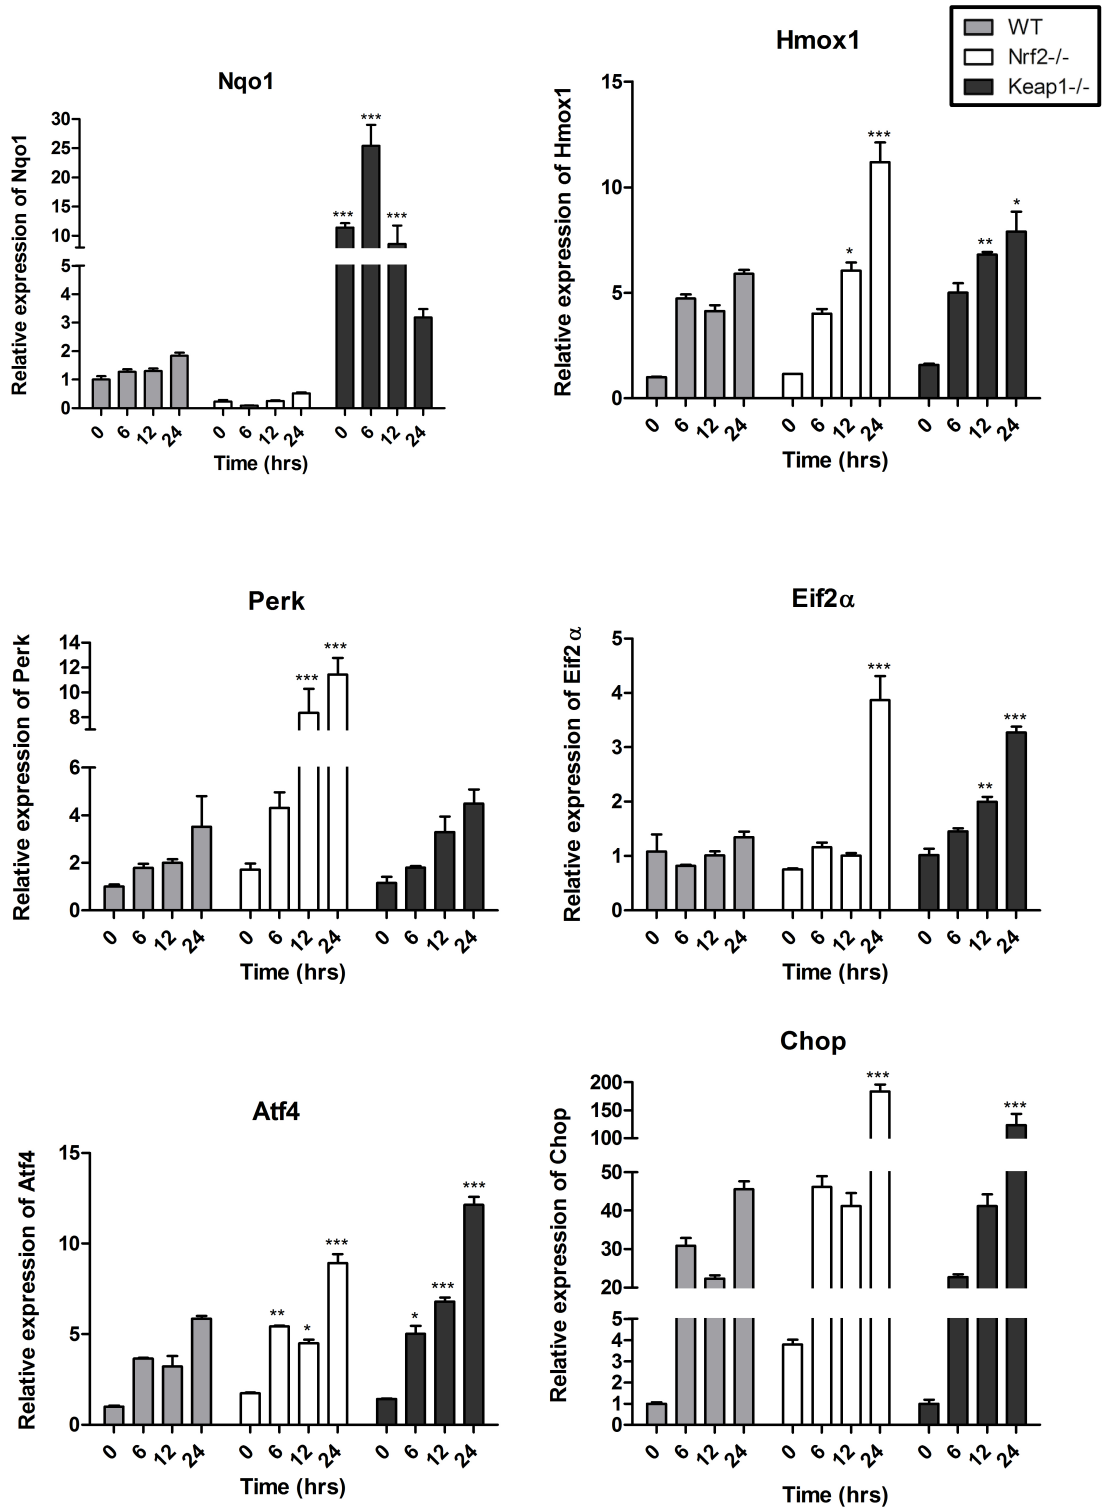 WT
Nrf2-/-
Keap1-/-
Nqo1
Relative expression of Nqo1
30
25
20
15
10
5
4
3
2
1
0
***
***
***
0 6 12 24 0 6 12 24 0 6 12 24
Time (hrs)
Hmox1
Relative expression of Hmox1
15
10
5
0
*
***
**
*
0 6 12 24 0 6 12 24 0 6 12 24
Time (hrs)
Perk
Relative expression of Perk
14
12
10
8
6
4
2
0
***
***
0 6 12 24 0 6 12 24 0 6 12 24
Time (hrs)
Eif2α
Relative expression of Eif2α
5
4
3
2
1
0
***
**
***
0 6 12 24 0 6 12 24 0 6 12 24
Time (hrs)
Atf4
Relative expression of Atf4
15
10
5
0
**
*
***
*
***
***
0 6 12 24 0 6 12 24 0 6 12 24
Time (hrs)
Chop
Relative expression of Chop
200
150
100
50
40
30
20
5
4
3
2
1
0
***
***
0 6 12 24 0 6 12 24 0 6 12 24
Time (hrs)